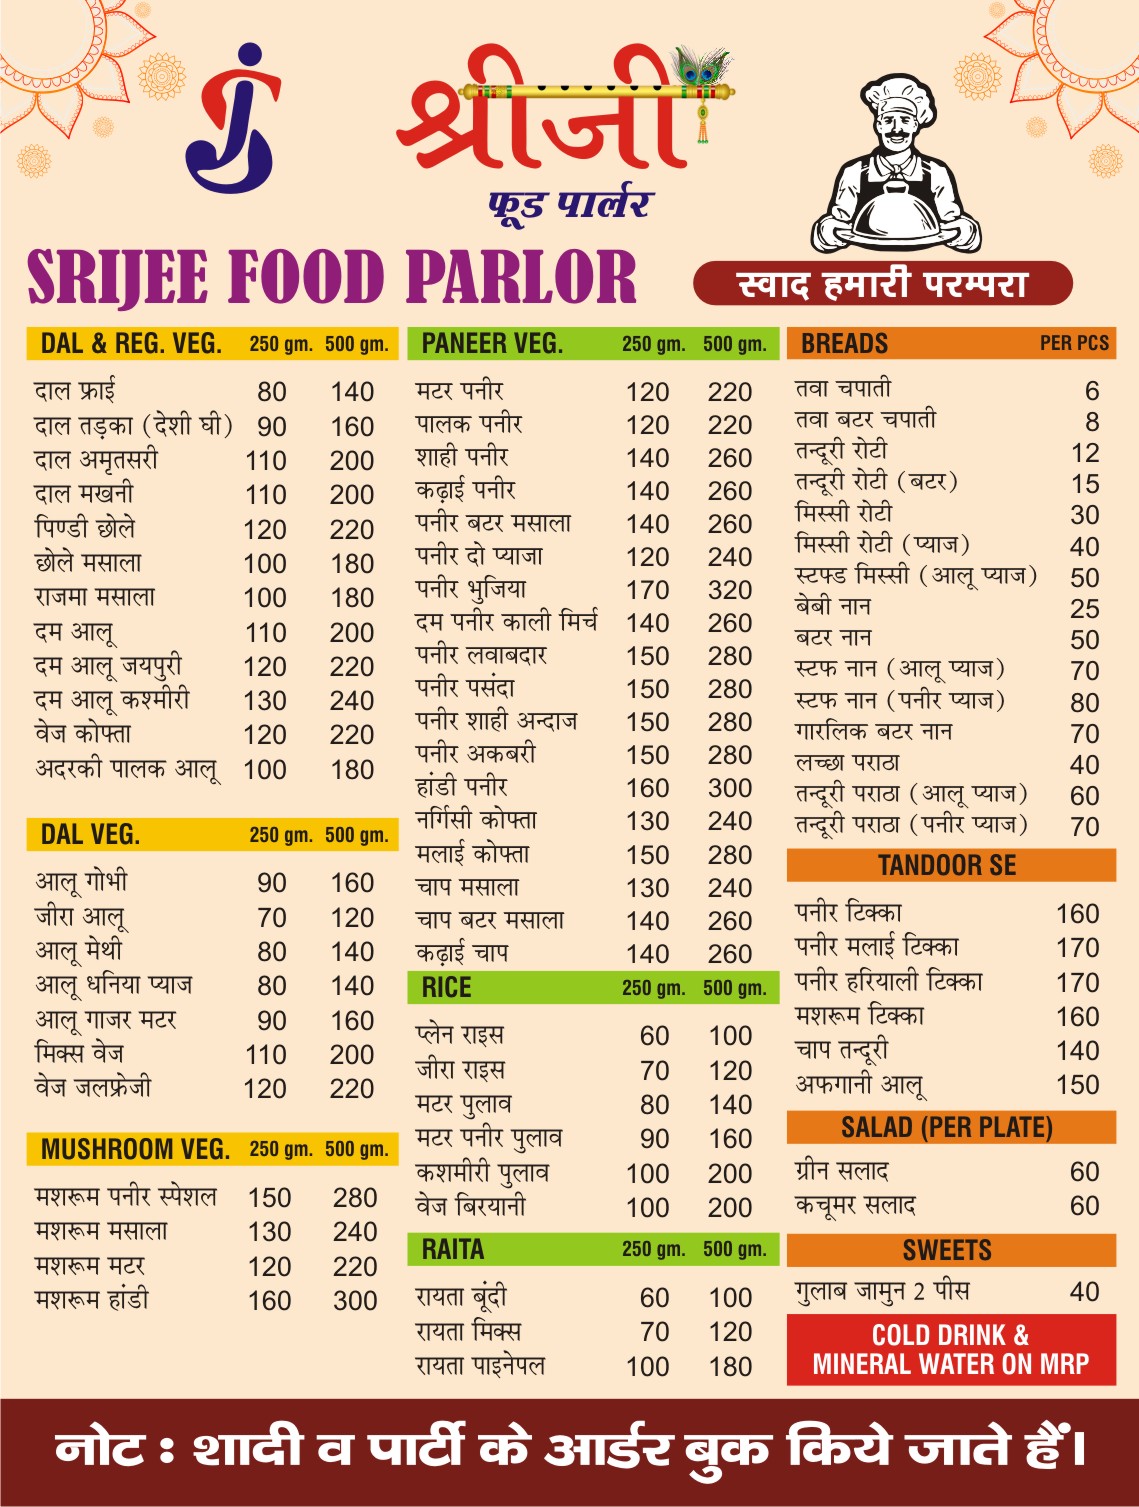 श्रीजी
फूड पार्लर
SRIJEE FOOD PARLOR
स्वाद हमारी परम्परा
DAL & REG. VEG. 250 gm. 500 gm.
दाल फ्राई 80 140
दाल तड़का (देशी घी) 90 160
दाल अमृतसरी 110 200
दाल मखनी 110 200
पिण्डी छोले 120 220
छोले मसाला 100 180
राजमा मसाला 100 180
दम आलू 110 200
दम आलू जयपुरी 120 220
दम आलू कश्मीरी 130 240
वेज कोफ्ता 120 220
अदरकी पालक आलू 100 180
DAL VEG. 250 gm. 500 gm.
आलू गोभी 90 160
जीरा आलू 70 120
आलू मेथी 80 140
आलू धनिया प्याज 80 140
आलू गाजर मटर 90 160
मिक्स वेज 110 200
वेज जलफ्रेजी 120 220
MUSHROOM VEG. 250 gm. 500 gm.
मशरूम पनीर स्पेशल 150 280
मशरूम मसाला 130 240
मशरूम मटर 120 220
मशरूम हांडी 160 300
PANEER VEG. 250 gm. 500 gm.
मटर पनीर 120 220
पालक पनीर 120 220
शाही पनीर 140 260
कढ़ाई पनीर 140 260
पनीर बटर मसाला 140 260
पनीर दो प्याजा 120 240
पनीर भुजिया 170 320
दम पनीर काली मिर्च 140 260
पनीर लवाबदार 150 280
पनीर पसंदा 150 280
पनीर शाही अन्दाज 150 280
पनीर अकबरी 150 280
हांडी पनीर 160 300
नर्गिसी कोफ्ता 130 240
मलाई कोफ्ता 150 280
चाप मसाला 130 240
चाप बटर मसाला 140 260
कढ़ाई चाप 140 260
RICE 250 gm. 500 gm.
प्लेन राइस 60 100
जीरा राइस 70 120
मटर पुलाव 80 140
मटर पनीर पुलाव 90 160
कशमीरी पुलाव 100 200
वेज बिरयानी 100 200
RAITA 250 gm. 500 gm.
रायता बूंदी 60 100
रायता मिक्स 70 120
रायता पाइनेपल 100 180
BREADS PER PCS
तवा चपाती 6
तवा बटर चपाती 8
तन्दूरी रोटी 12
तन्दूरी रोटी (बटर) 15
मिस्सी रोटी 30
मिस्सी रोटी (प्याज) 40
स्टफ्ड मिस्सी (आलू प्याज) 50
बेबी नान 25
बटर नान 50
स्टफ नान (आलू प्याज) 70
स्टफ नान (पनीर प्याज) 80
गारलिक बटर नान 70
लच्छा पराठा 40
तन्दूरी पराठा (आलू प्याज) 60
तन्दूरी पराठा (पनीर प्याज) 70
TANDOOR SE
पनीर टिक्का 160
पनीर मलाई टिक्का 170
पनीर हरियाली टिक्का 170
मशरूम टिक्का 160
चाप तन्दूरी 140
अफगानी आलू 150
SALAD (PER PLATE)
ग्रीन सलाद 60
कचूमर सलाद 60
SWEETS
गुलाब जामुन 2 पीस 40
COLD DRINK &
MINERAL WATER ON MRP
नोट : शादी व पार्टी के आर्डर बुक किये जाते हैं।